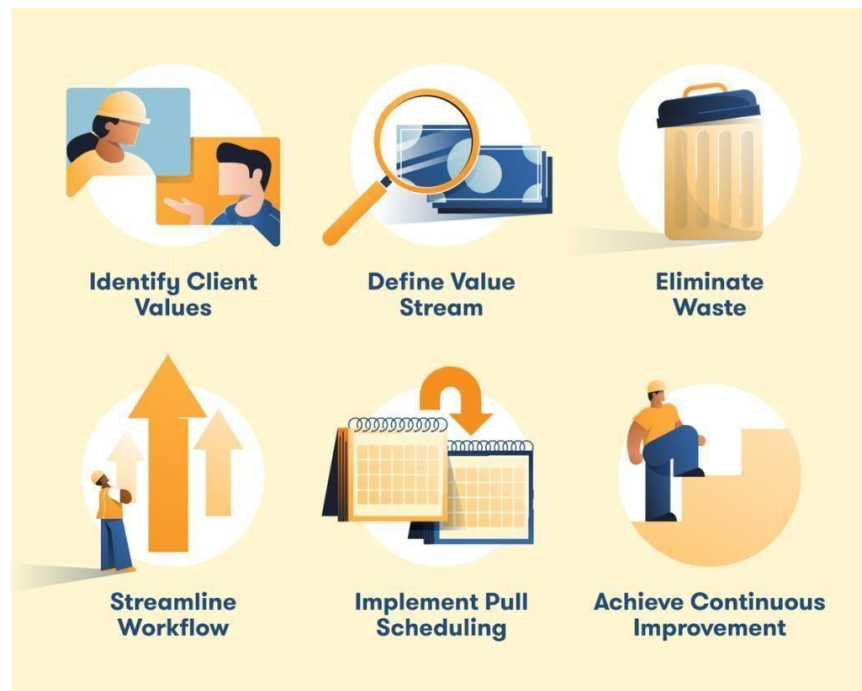 Identify Client
Values
Define Value
Stream
Eliminate
Waste
Streamline
Workflow
Implement Pull
Scheduling
Achieve Continuous
Improvement